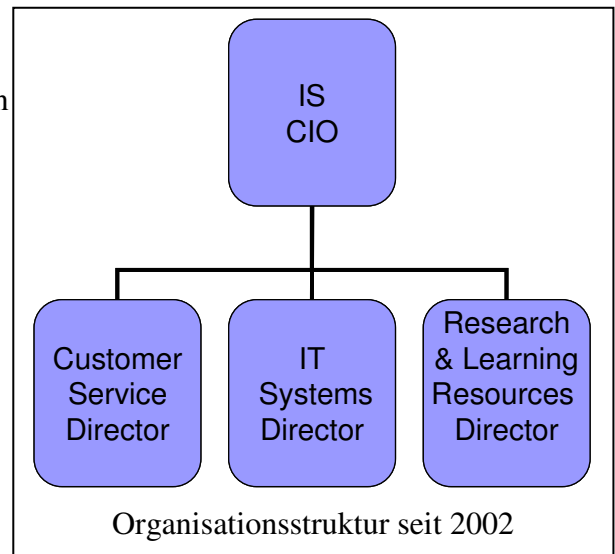 n
IS
CIO
Customer
Service
Director
IT
Systems
Director
Research
& Learning
Resources
Director
Organisationsstruktur seit 2002